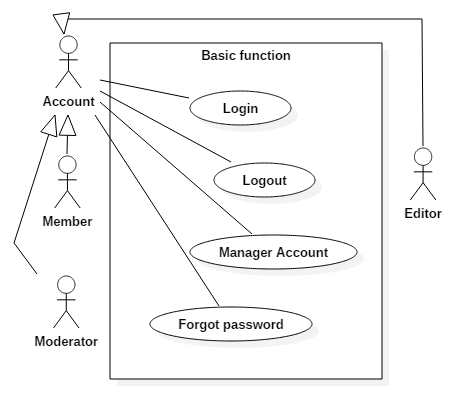 Basic function
Account
Login
Logout
Member
Editor
Manager Account
Forgot password
Moderator